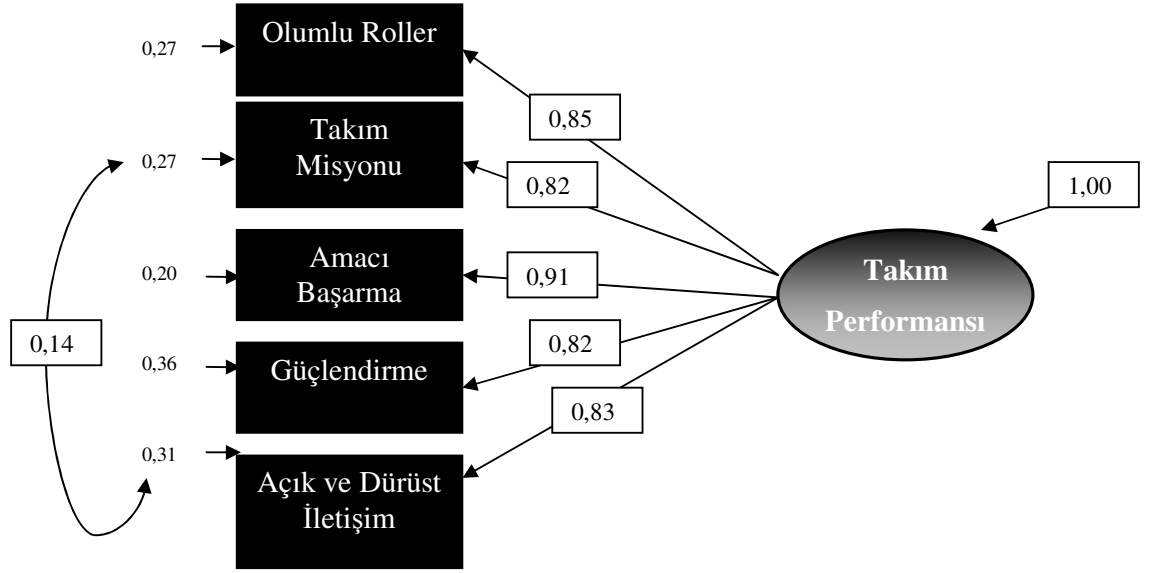 0,27
Olumlu Roller
0,85
0,27
Takım
Misyonu
0,82
1,00
0,20
Amacı
Başarma
0,91
Takım
Performansı
0,14
0,36
Güçlendirme
0,82
0,83
0,31
Açık ve Dürüst
İletişim